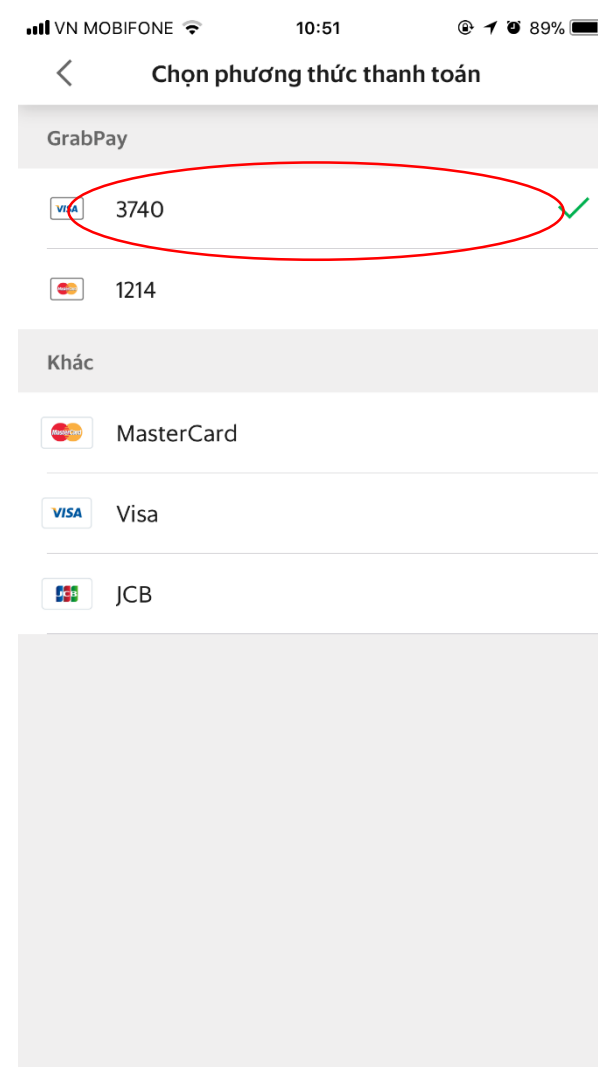 VN MOBIFONE 10:51 89%
Chọn phương thức thanh toán
GrabPay
VISA 3740
1214
Khác
MasterCard MasterCard
VISA Visa
JCB JCB